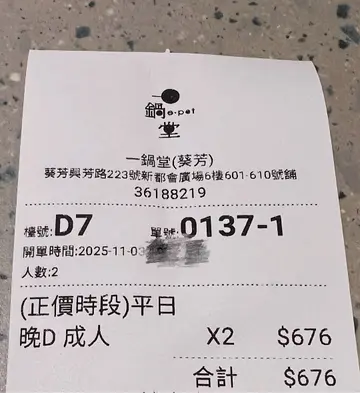 一鍋 e-pot
堂
一鍋堂(葵芳)
葵芳興芳路223號新都會廣場6樓601-610號舖
36188219
檯號:D7 單號:0137-1
開單時間:2025-11-03
人數:2
(正價時段)平日
晚D 成人 X2 $676
合計 $676